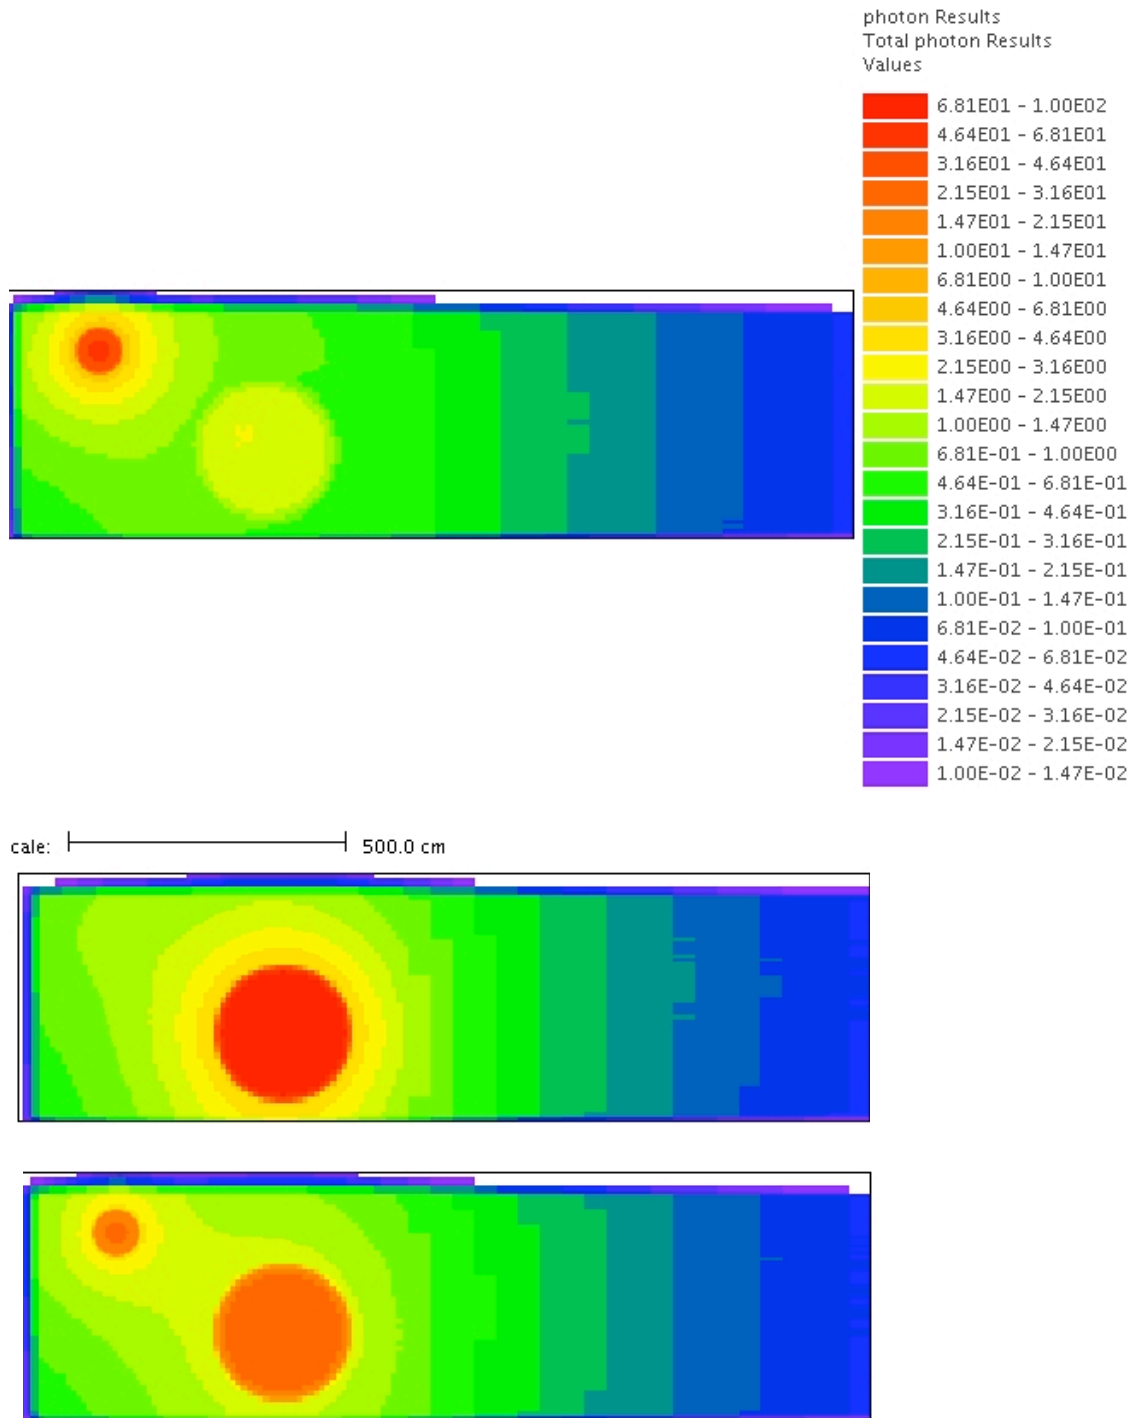 photon Results
Total photon Results
Values
6.81E01 - 1.00E02
4.64E01 - 6.81E01
3.16E01 - 4.64E01
2.15E01 - 3.16E01
1.47E01 - 2.15E01
1.00E01 - 1.47E01
6.81E00 - 1.00E01
4.64E00 - 6.81E00
3.16E00 - 4.64E00
2.15E00 - 3.16E00
1.47E00 - 2.15E00
1.00E00 - 1.47E00
6.81E-01 - 1.00E00
4.64E-01 - 6.81E-01
3.16E-01 - 4.64E-01
2.15E-01 - 3.16E-01
1.47E-01 - 2.15E-01
1.00E-01 - 1.47E-01
6.81E-02 - 1.00E-01
4.64E-02 - 6.81E-02
3.16E-02 - 4.64E-02
2.15E-02 - 3.16E-02
1.47E-02 - 2.15E-02
1.00E-02 - 1.47E-02
cale: 500.0 cm